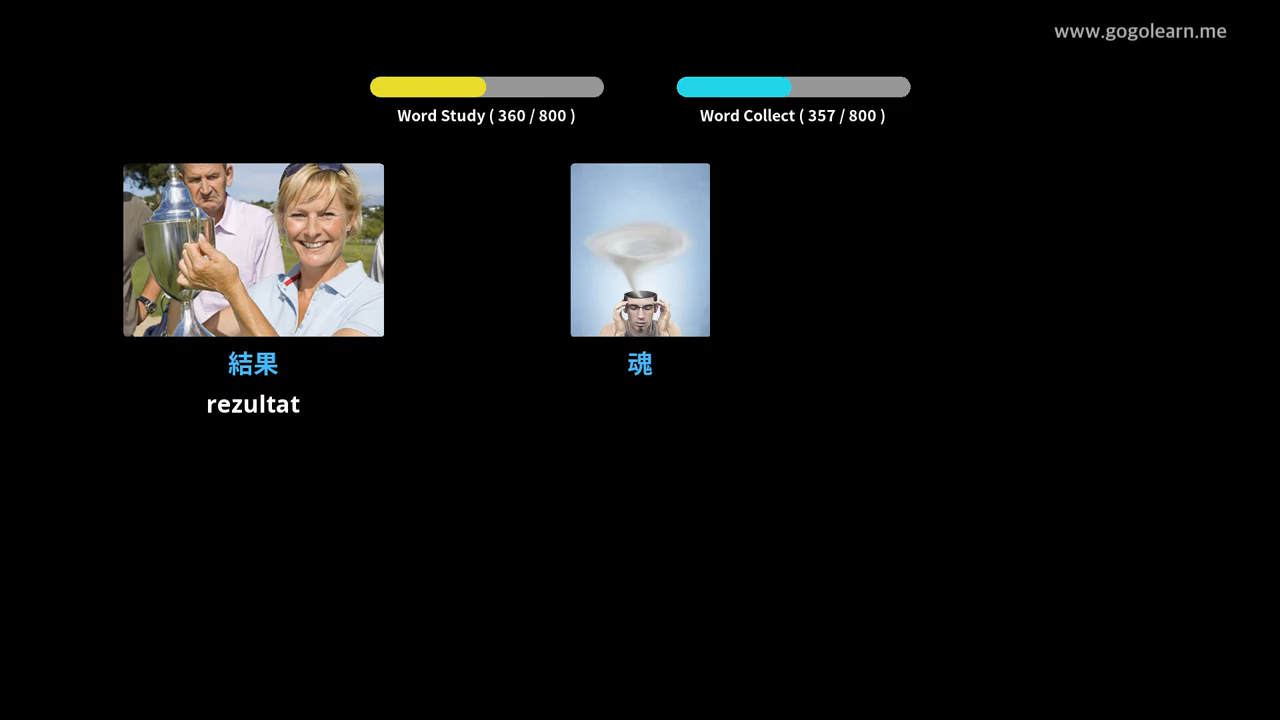 www.gogolearn.me
Word Study ( 360 / 800 )
Word Collect ( 357 / 800 )
結果
rezultat
魂